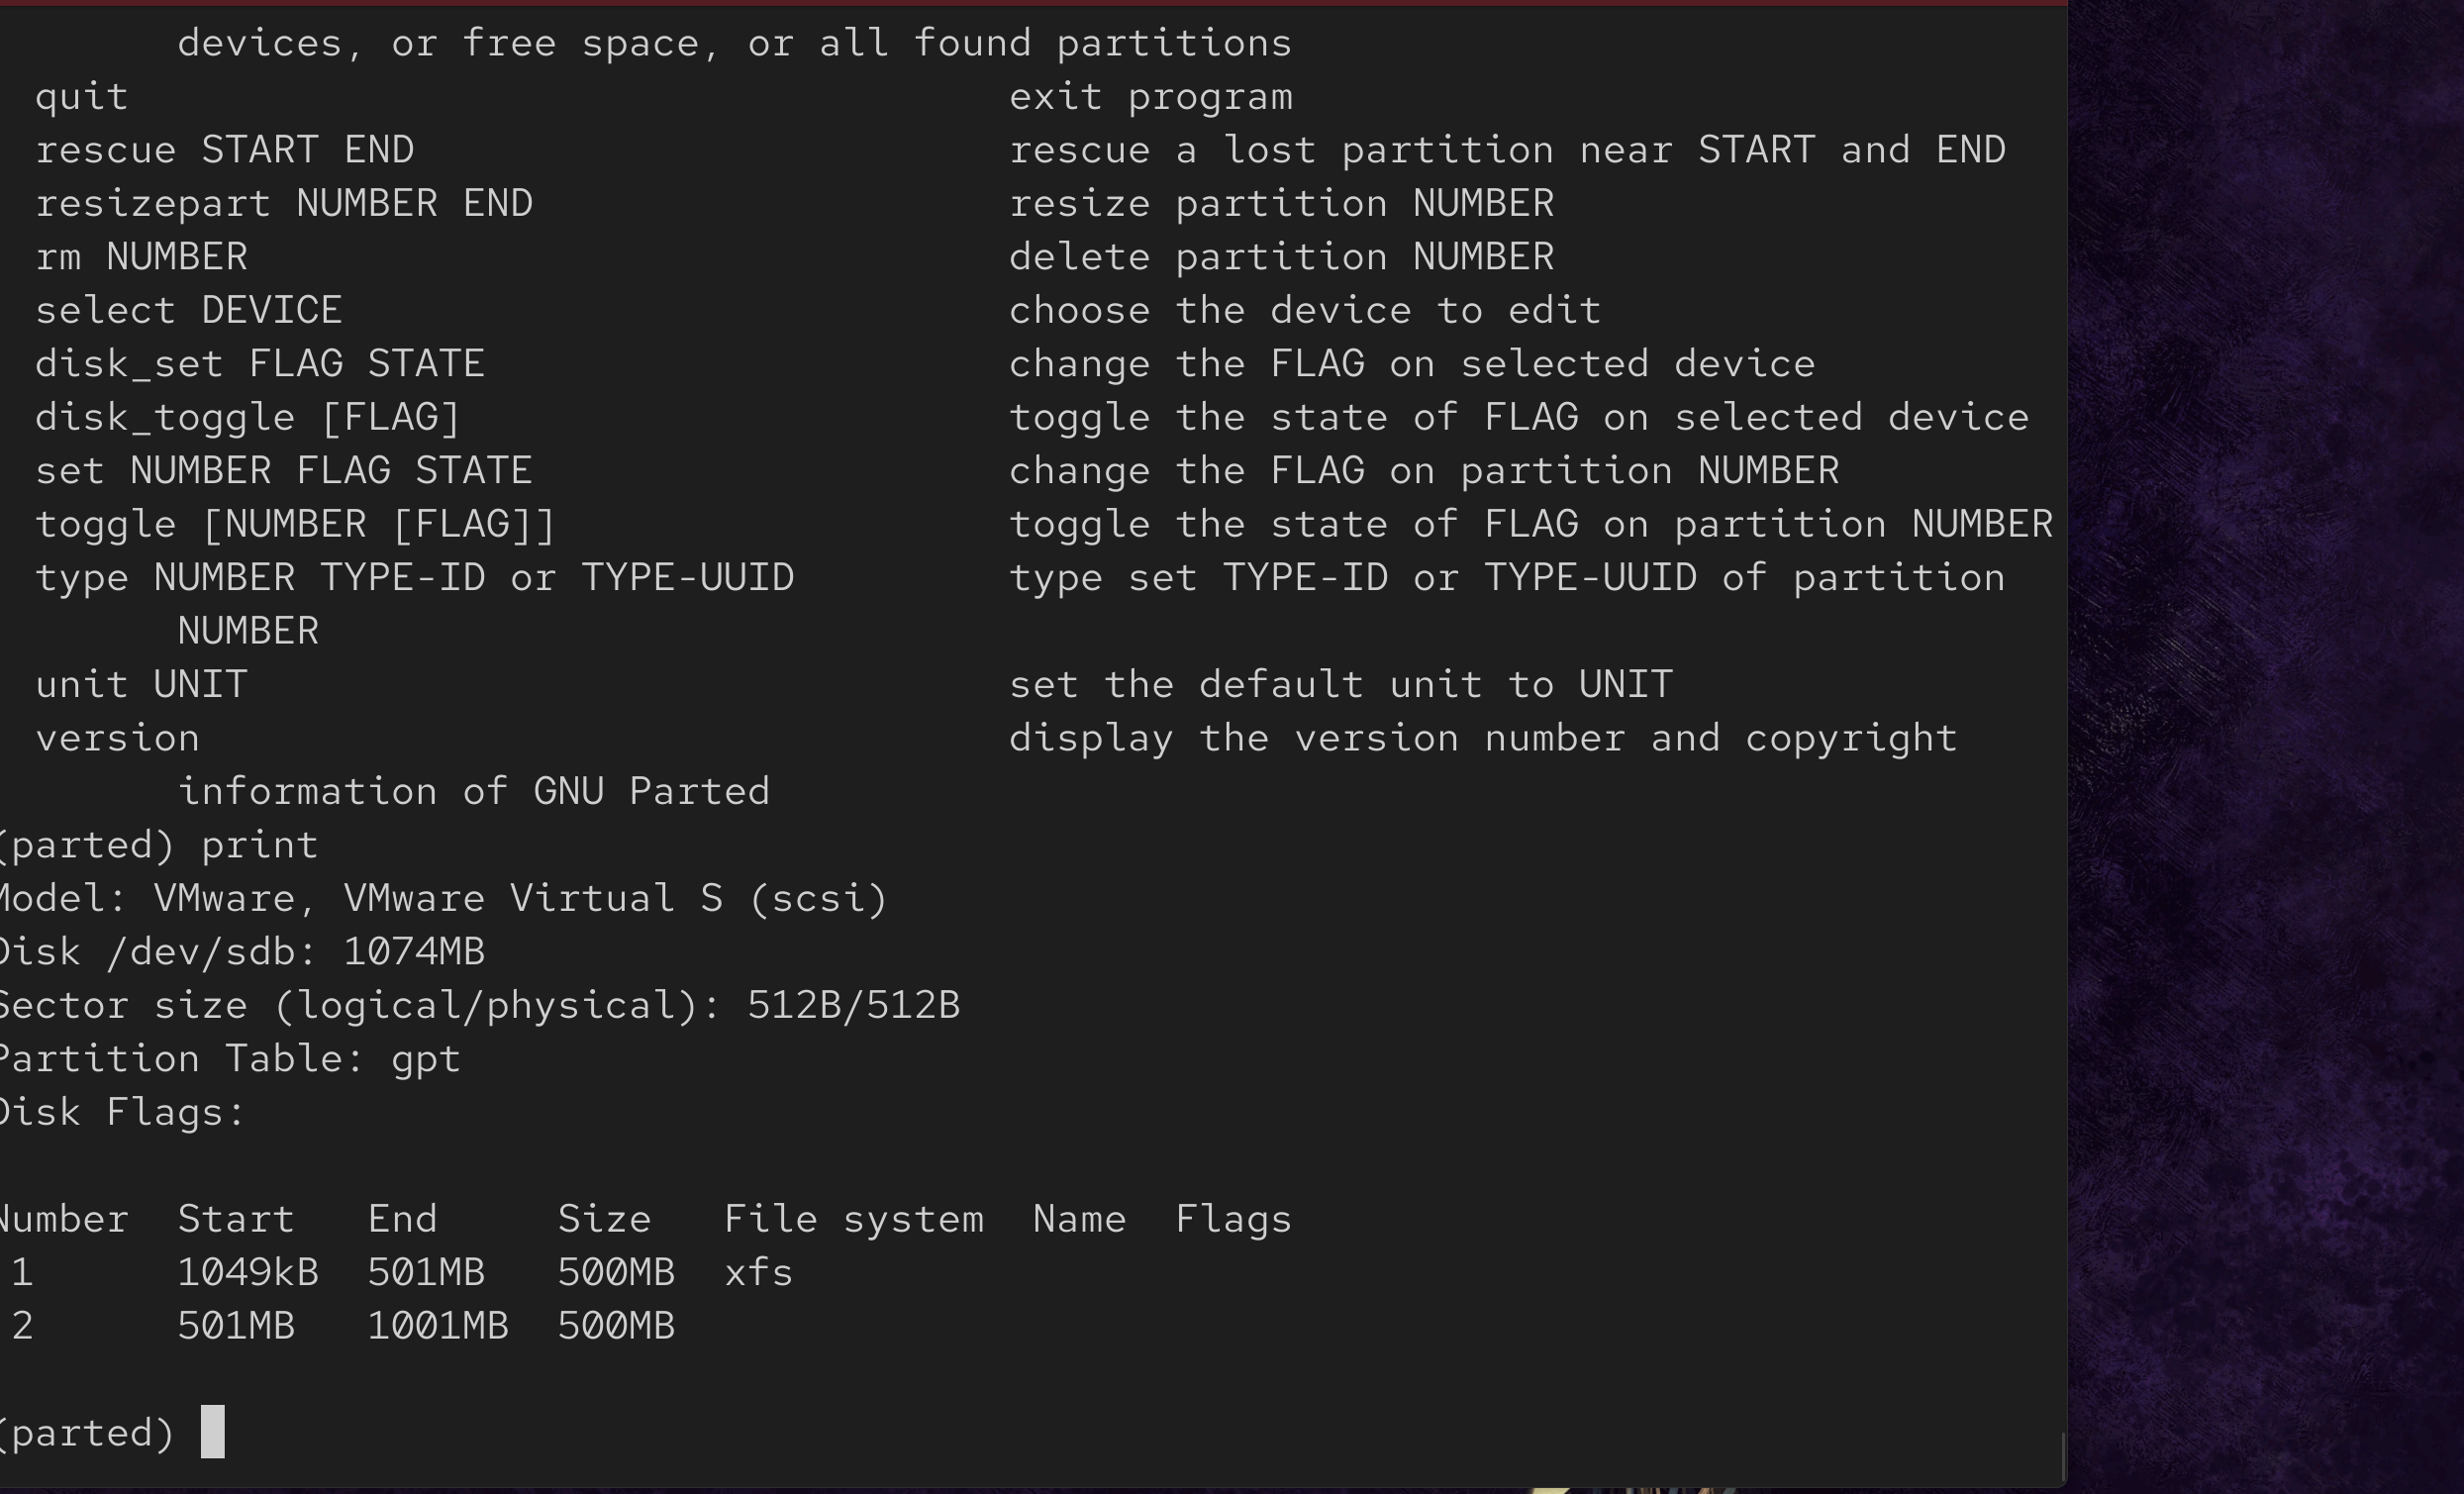 devices, or free space, or all found partitions
quit exit program
rescue START END rescue a lost partition near START and END
resizepart NUMBER END resize partition NUMBER
rm NUMBER delete partition NUMBER
select DEVICE choose the device to edit
disk_set FLAG STATE change the FLAG on selected device
disk_toggle [FLAG] toggle the state of FLAG on selected device
set NUMBER FLAG STATE change the FLAG on partition NUMBER
toggle [NUMBER [FLAG]] toggle the state of FLAG on partition NUMBER
type NUMBER TYPE-ID or TYPE-UUID type set TYPE-ID or TYPE-UUID of partition
NUMBER
unit UNIT set the default unit to UNIT
version display the version number and copyright
information of GNU Parted
(parted) print
Model: VMware, VMware Virtual S (scsi)
Disk /dev/sdb: 1074MB
Sector size (logical/physical): 512B/512B
Partition Table: gpt
Disk Flags:
Number Start End Size File system Name Flags
1 1049kB 501MB 500MB xfs
2 501MB 1001MB 500MB
(parted)